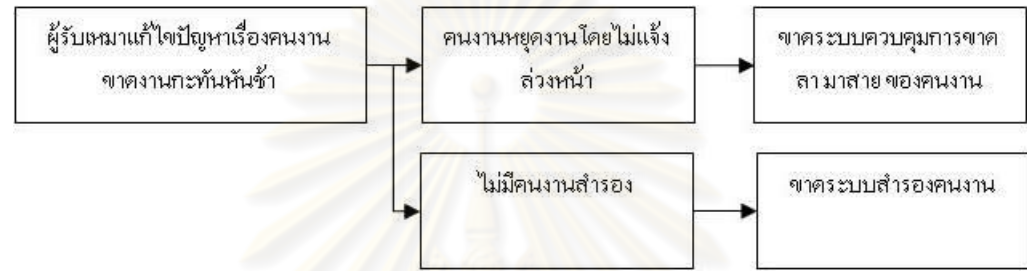 ผู้รับเหมาแก้ไขปัญหาเรื่องคนงาน
ขาดงานกะทันหันช้า
คนงานหยุดงานโดยไม่แจ้ง
ล่วงหน้า
ขาดระบบควบคุมการขาด
ลา มาสาย ของคนงาน
ไม่มีคนงานสำรอง
ขาดระบบสำรองคนงาน